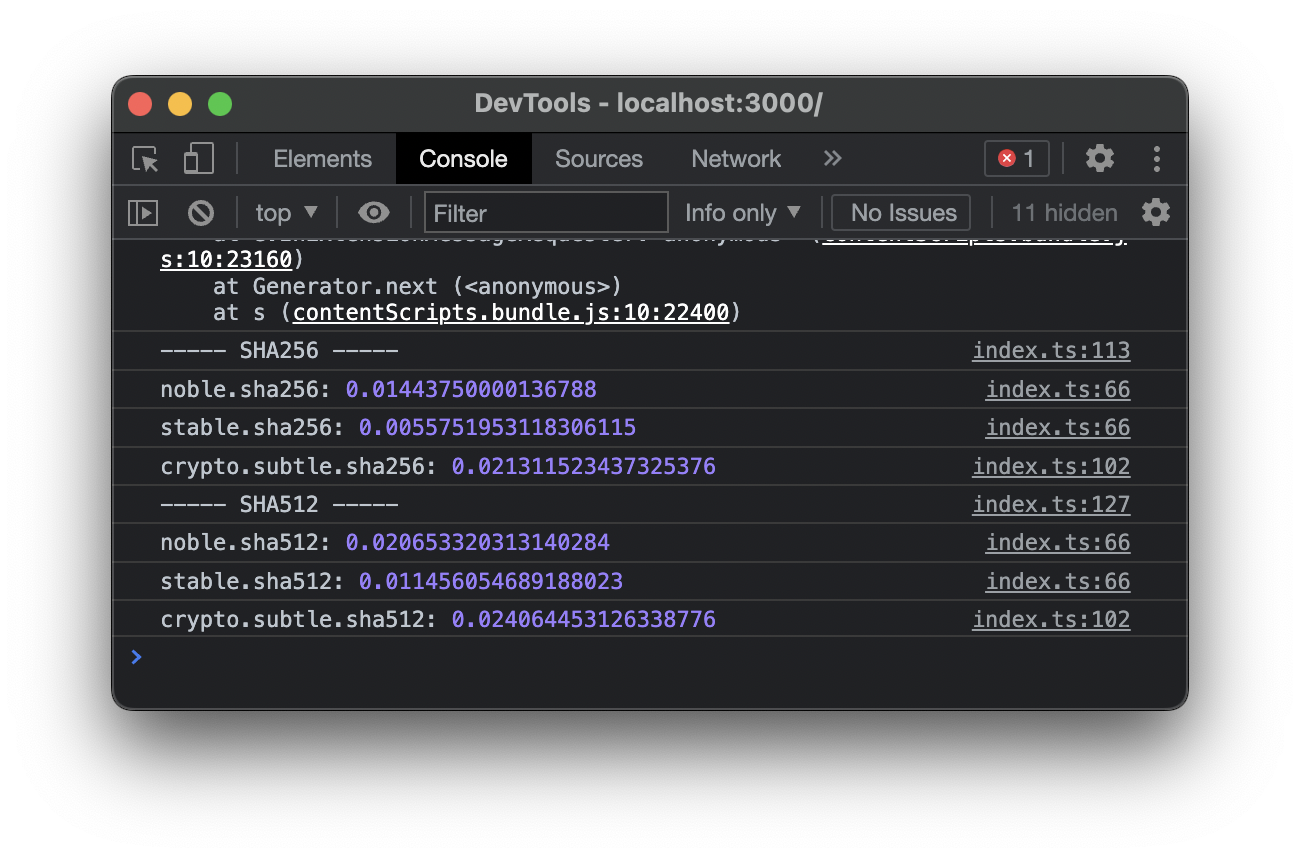 DevTools - localhost:3000/
Elements Console Sources Network » 1
top ▼ Filter Info only ▼ No Issues 11 hidden
s:10:23160)
at Generator.next (<anonymous>)
at s (contentScripts.bundle.js:10:22400)
––––– SHA256 ––––– index.ts:113
noble.sha256: 0.01443750000136788 index.ts:66
stable.sha256: 0.0055751953118306115 index.ts:66
crypto.subtle.sha256: 0.021311523437325376 index.ts:102
––––– SHA512 ––––– index.ts:127
noble.sha512: 0.020653320313140284 index.ts:66
stable.sha512: 0.011456054689188023 index.ts:66
crypto.subtle.sha512: 0.024064453126338776 index.ts:102
>